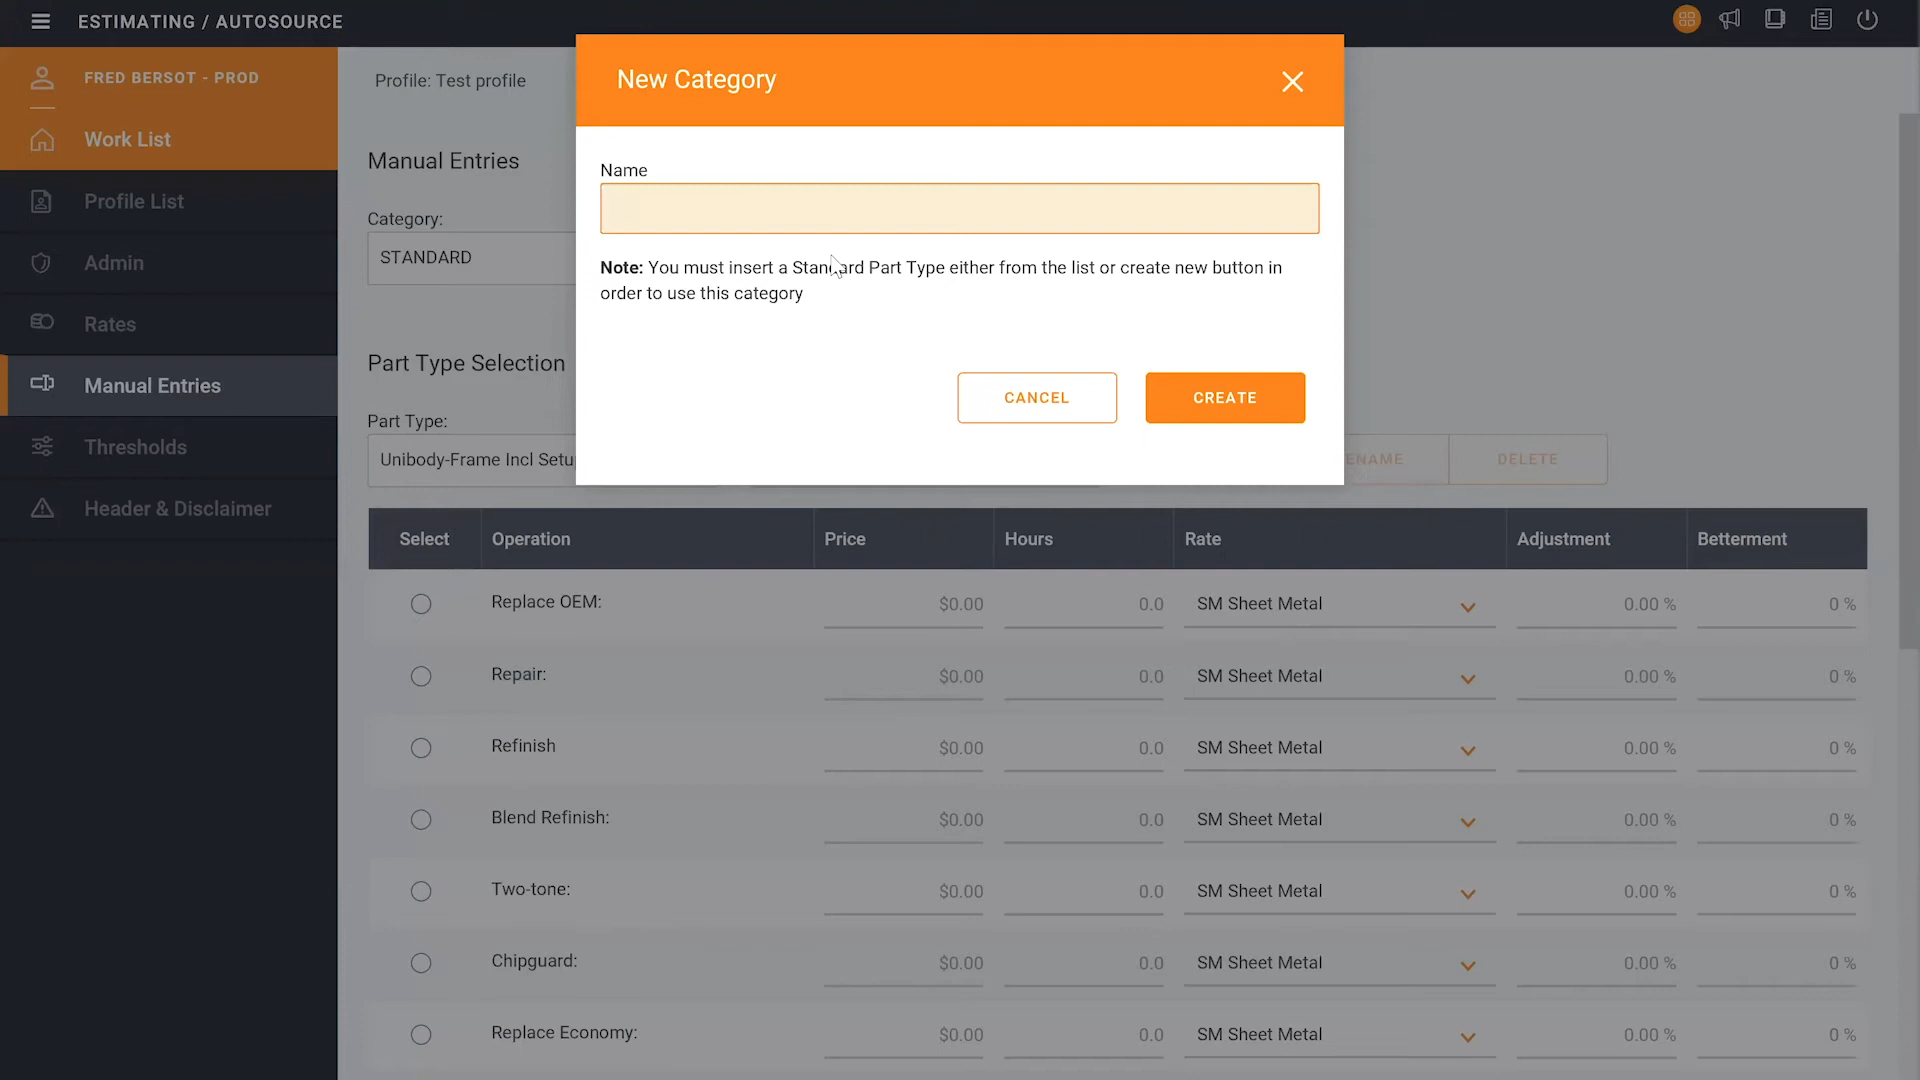 ESTIMATING / AUTOSOURCE
FRED BERSOT - PROD
Work List
Profile List
Admin
Rates
Manual Entries
Thresholds
Header & Disclaimer
Profile: Test profile
Manual Entries
Category:
STANDARD
Part Type Selection
Part Type:
Unibody-Frame Incl Setu
ENAME
DELETE
New Category
Name
Note: You must insert a Standard Part Type either from the list or create new button in
order to use this category
CANCEL
CREATE
Select Operation Price Hours Rate Adjustment Betterment
Replace OEM: $0.00 0.0 SM Sheet Metal 0.00 % 0 %
Repair: $0.00 0.0 SM Sheet Metal 0.00 % 0 %
Refinish $0.00 0.0 SM Sheet Metal 0.00 % 0 %
Blend Refinish: $0.00 0.0 SM Sheet Metal 0.00 % 0 %
Two-tone: $0.00 0.0 SM Sheet Metal 0.00 % 0 %
Chipguard: $0.00 0.0 SM Sheet Metal 0.00 % 0 %
Replace Economy: $0.00 0.0 SM Sheet Metal 0.00 % 0 %